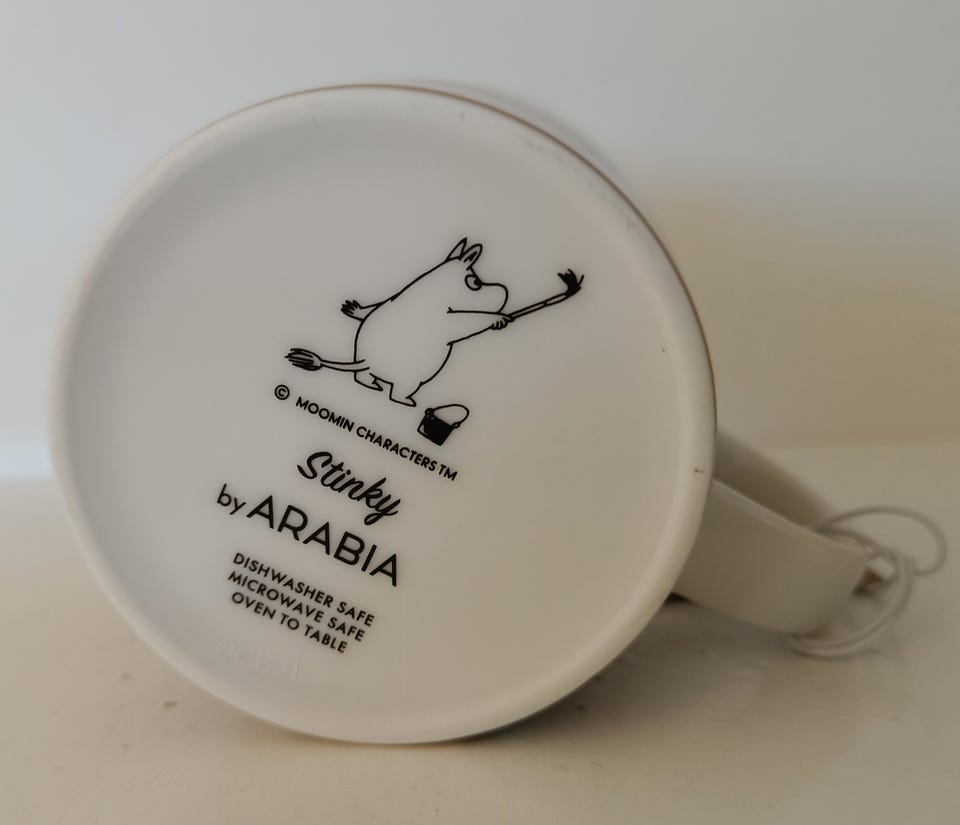 © MOOMIN CHARACTERS TM
Stinky
by ARABIA
DISHWASHER SAFE
MICROWAVE SAFE
OVEN TO TABLE